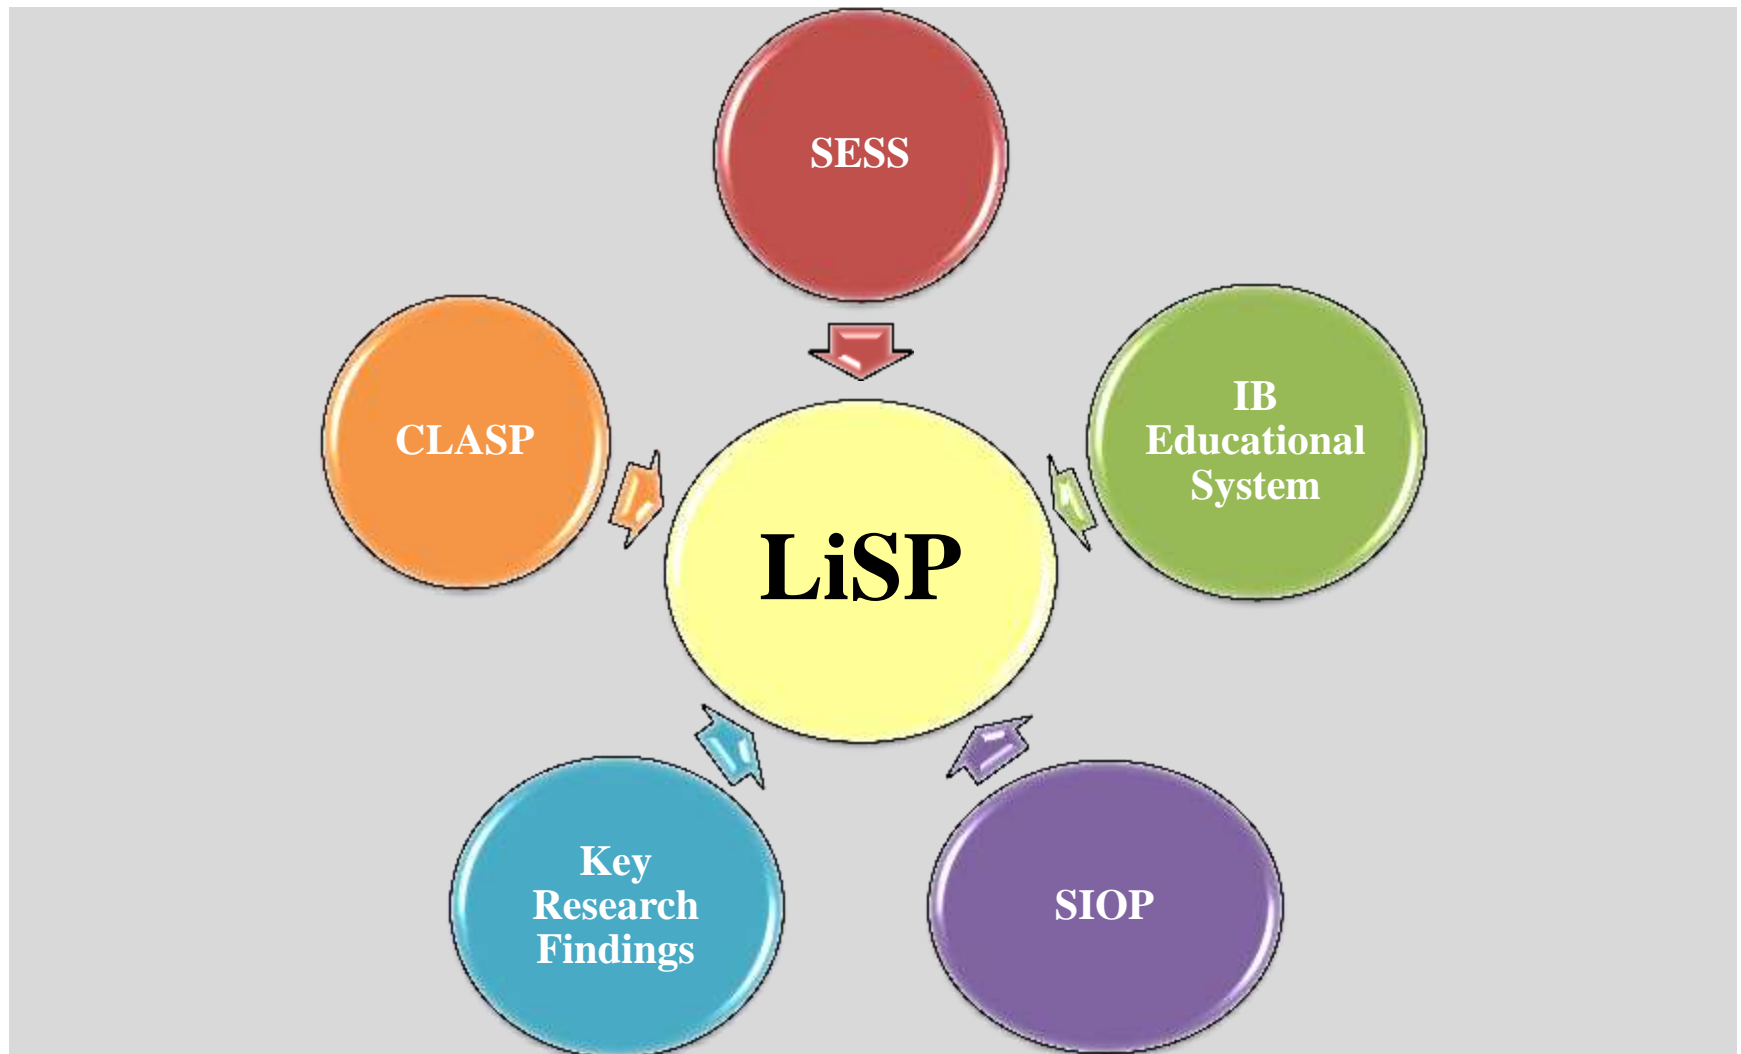 SESS
CLASP
IB
Educational
System
LiSP
Key
Research
Findings
SIOP